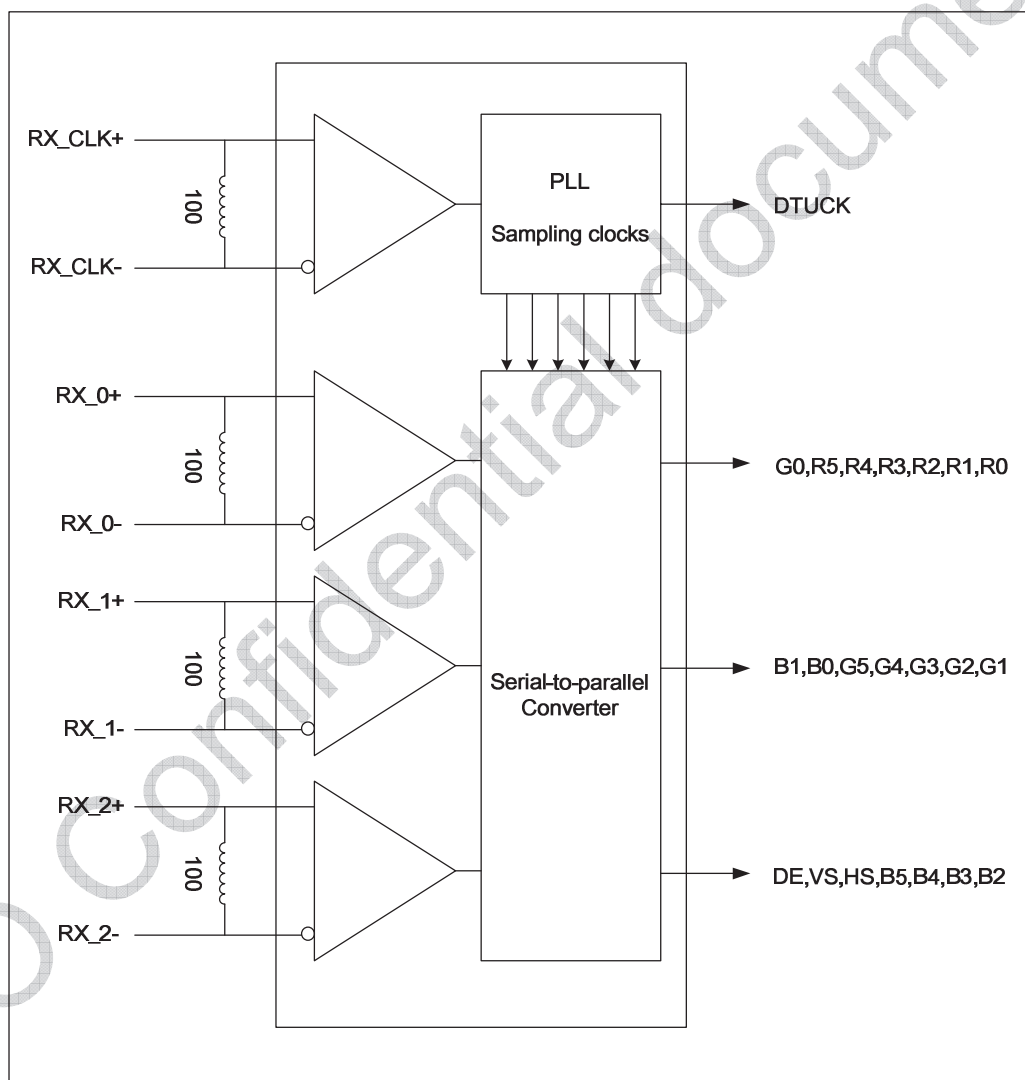 RX_CLK+
100
RX_CLK-
PLL
Sampling clocks
DTUCK
RX_0+
100
RX_0-
G0,R5,R4,R3,R2,R1,R0
RX_1+
100
RX_1-
Serial-to-parallel
Converter
B1,B0,G5,G4,G3,G2,G1
RX_2+
100
RX_2-
DE,VS,HS,B5,B4,B3,B2
Confidential docume